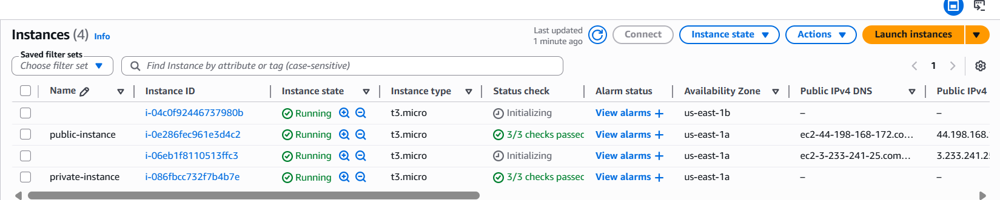 Instances (4) Info
Last updated
1 minute ago
Connect
Instance state
Actions
Launch instances
Saved filter sets
Choose filter set
Find Instance by attribute or tag (case-sensitive)
1
Name Instance ID Instance state Instance type Status check Alarm status Availability Zone Public IPv4 DNS Public IPv4
i-04c0f92446737980b Running t3.micro Initializing View alarms + us-east-1b – –
public-instance i-0e286fec961e3d4c2 Running t3.micro 3/3 checks passed View alarms + us-east-1a ec2-44-198-168-172.co... 44.198.168.
i-06eb1f8110513ffc3 Running t3.micro Initializing View alarms + us-east-1a ec2-3-233-241-25.com... 3.233.241.2
private-instance i-086fbcc732f7b4b7e Running t3.micro 3/3 checks passed View alarms + us-east-1a – –